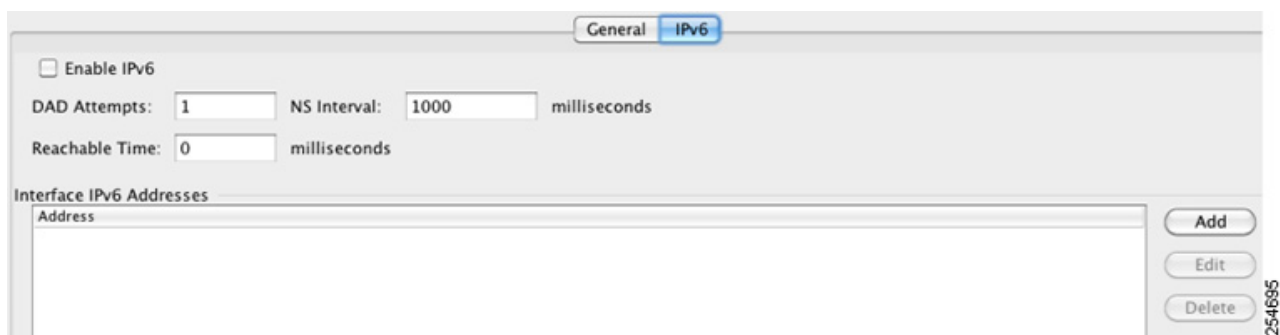 General IPv6
Enable IPv6
DAD Attempts: 1 NS Interval: 1000 milliseconds
Reachable Time: 0 milliseconds
Interface IPv6 Addresses
Address
Add
Edit
Delete
254695